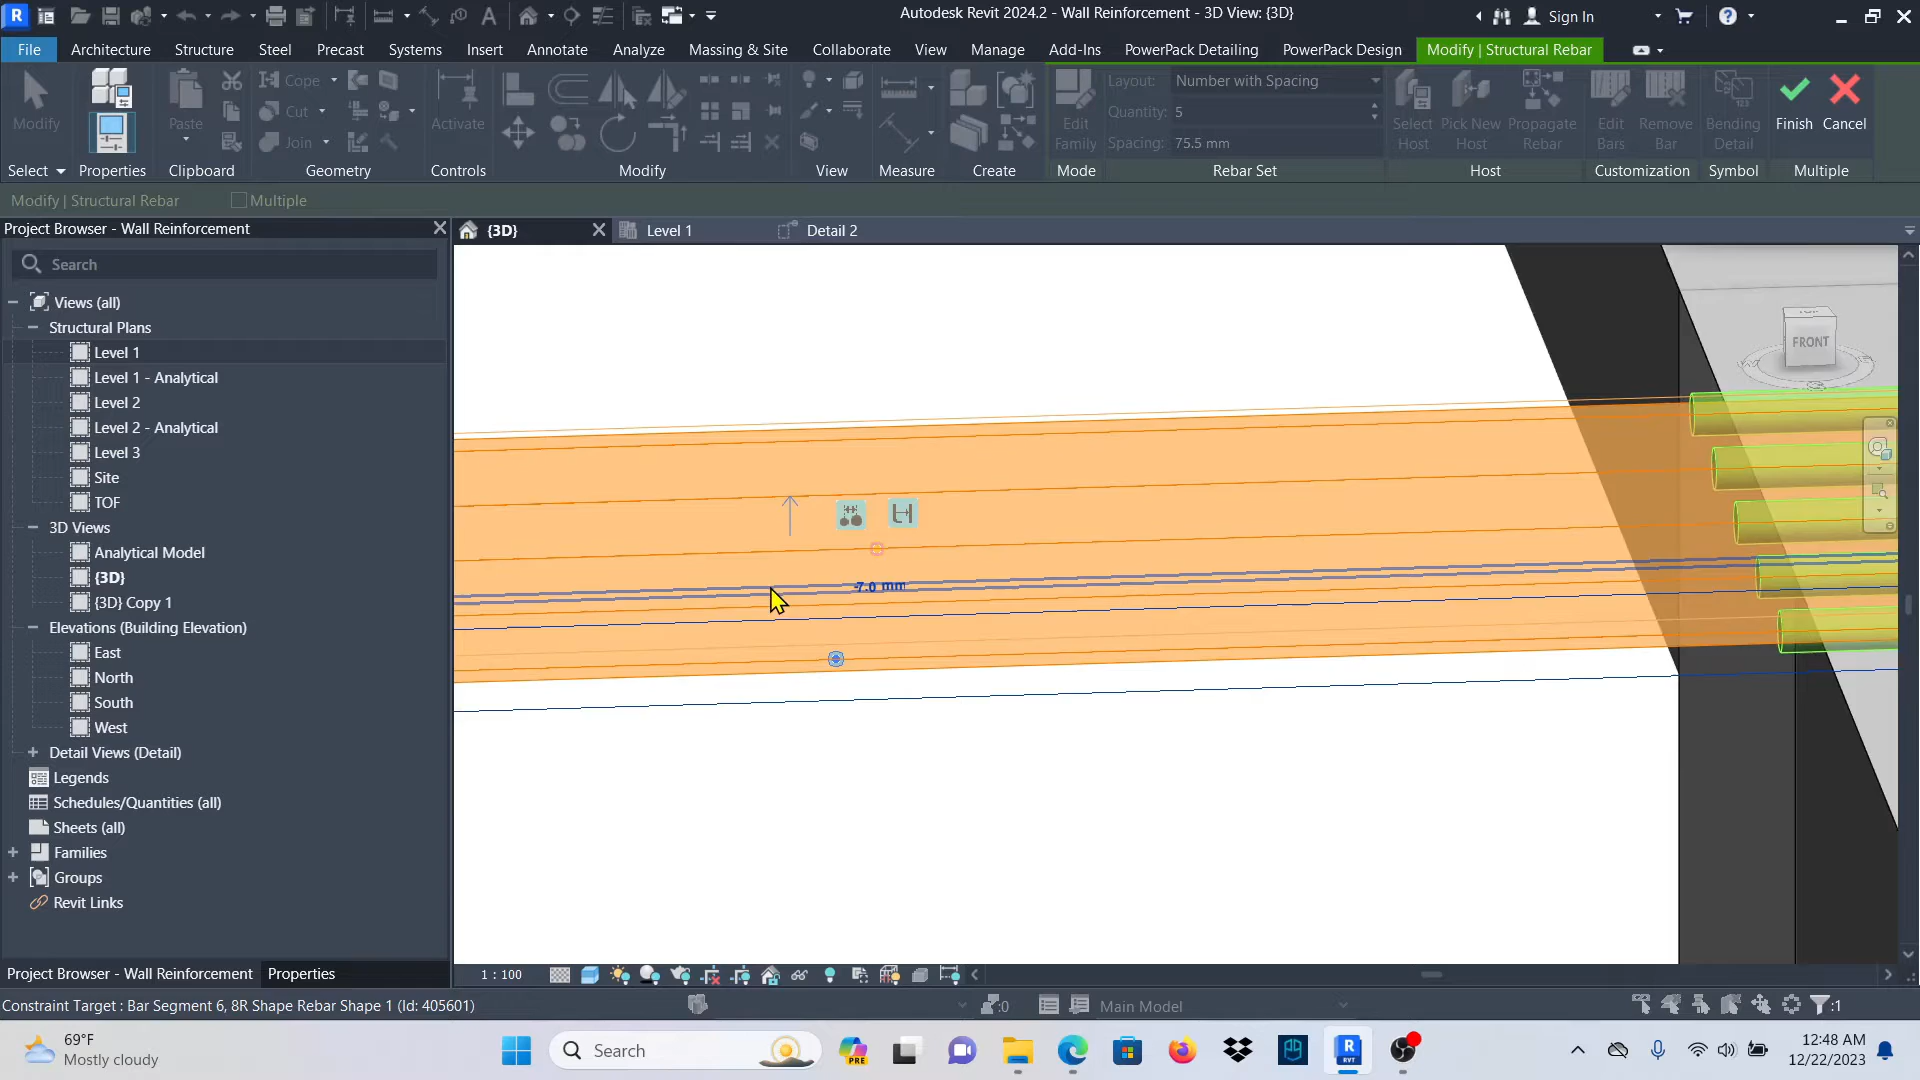 Autodesk Revit 2024.2 - Wall Reinforcement - 3D View: {3D}
Sign In
File Architecture Structure Steel Precast Systems Insert Annotate Analyze Massing & Site Collaborate View Manage Add-Ins PowerPack Detailing PowerPack Design Modify | Structural Rebar
Modify
Paste
Cope
Cut
Join
Activate
Edit
Family
Layout: Number with Spacing
Quantity: 5
Spacing: 75.5 mm
Select
Host
Pick New
Host
Propagate
Rebar
Edit
Bars
Remove
Bar
Bending
Detail
Finish
Cancel
Select Properties Clipboard Geometry Controls Modify View Measure Create Mode Rebar Set Host Customization Symbol Multiple
Modify | Structural Rebar Multiple
Project Browser - Wall Reinforcement
{3D} Level 1 Detail 2
Search
Views (all)
Structural Plans
Level 1
Level 1 - Analytical
Level 2
Level 2 - Analytical
Level 3
Site
TOF
3D Views
Analytical Model
{3D}
{3D} Copy 1
Elevations (Building Elevation)
East
North
South
West
Detail Views (Detail)
Legends
Schedules/Quantities (all)
Sheets (all)
Families
Groups
Revit Links
TOP
FRONT
-7.0 mm
Project Browser - Wall Reinforcement Properties
1 : 100
Constraint Target : Bar Segment 6, 8R Shape Rebar Shape 1 (Id: 405601)
:0
Main Model
:1
69°F
Mostly cloudy
Search
PRE
R
RVT
12:48 AM
12/22/2023